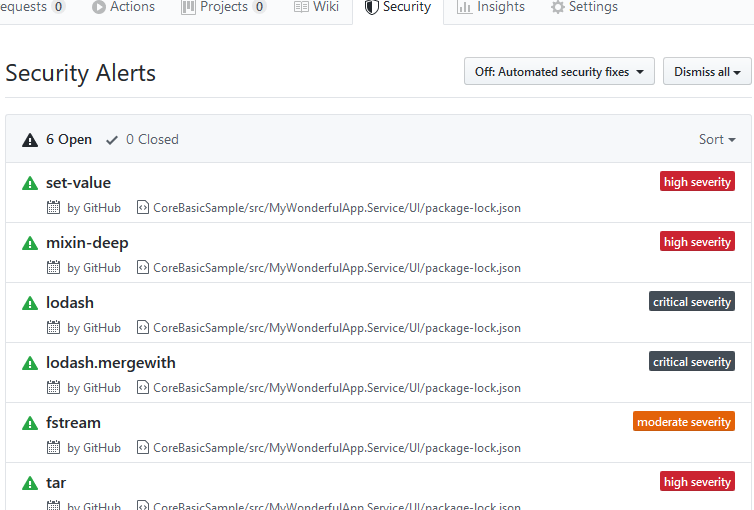 equests 0 Actions Projects 0 Wiki Security Insights Settings
Security Alerts Off: Automated security fixes Dismiss all
6 Open 0 Closed Sort
set-value high severity
by GitHub CoreBasicSample/src/MyWonderfulApp.Service/UI/package-lock.json
mixin-deep high severity
by GitHub CoreBasicSample/src/MyWonderfulApp.Service/UI/package-lock.json
lodash critical severity
by GitHub CoreBasicSample/src/MyWonderfulApp.Service/UI/package-lock.json
lodash.mergewith critical severity
by GitHub CoreBasicSample/src/MyWonderfulApp.Service/UI/package-lock.json
fstream moderate severity
by GitHub CoreBasicSample/src/MyWonderfulApp.Service/UI/package-lock.json
tar high severity
by GitHub CoreBasicSample/src/MyWonderfulApp.Service/UI/package-lock.json